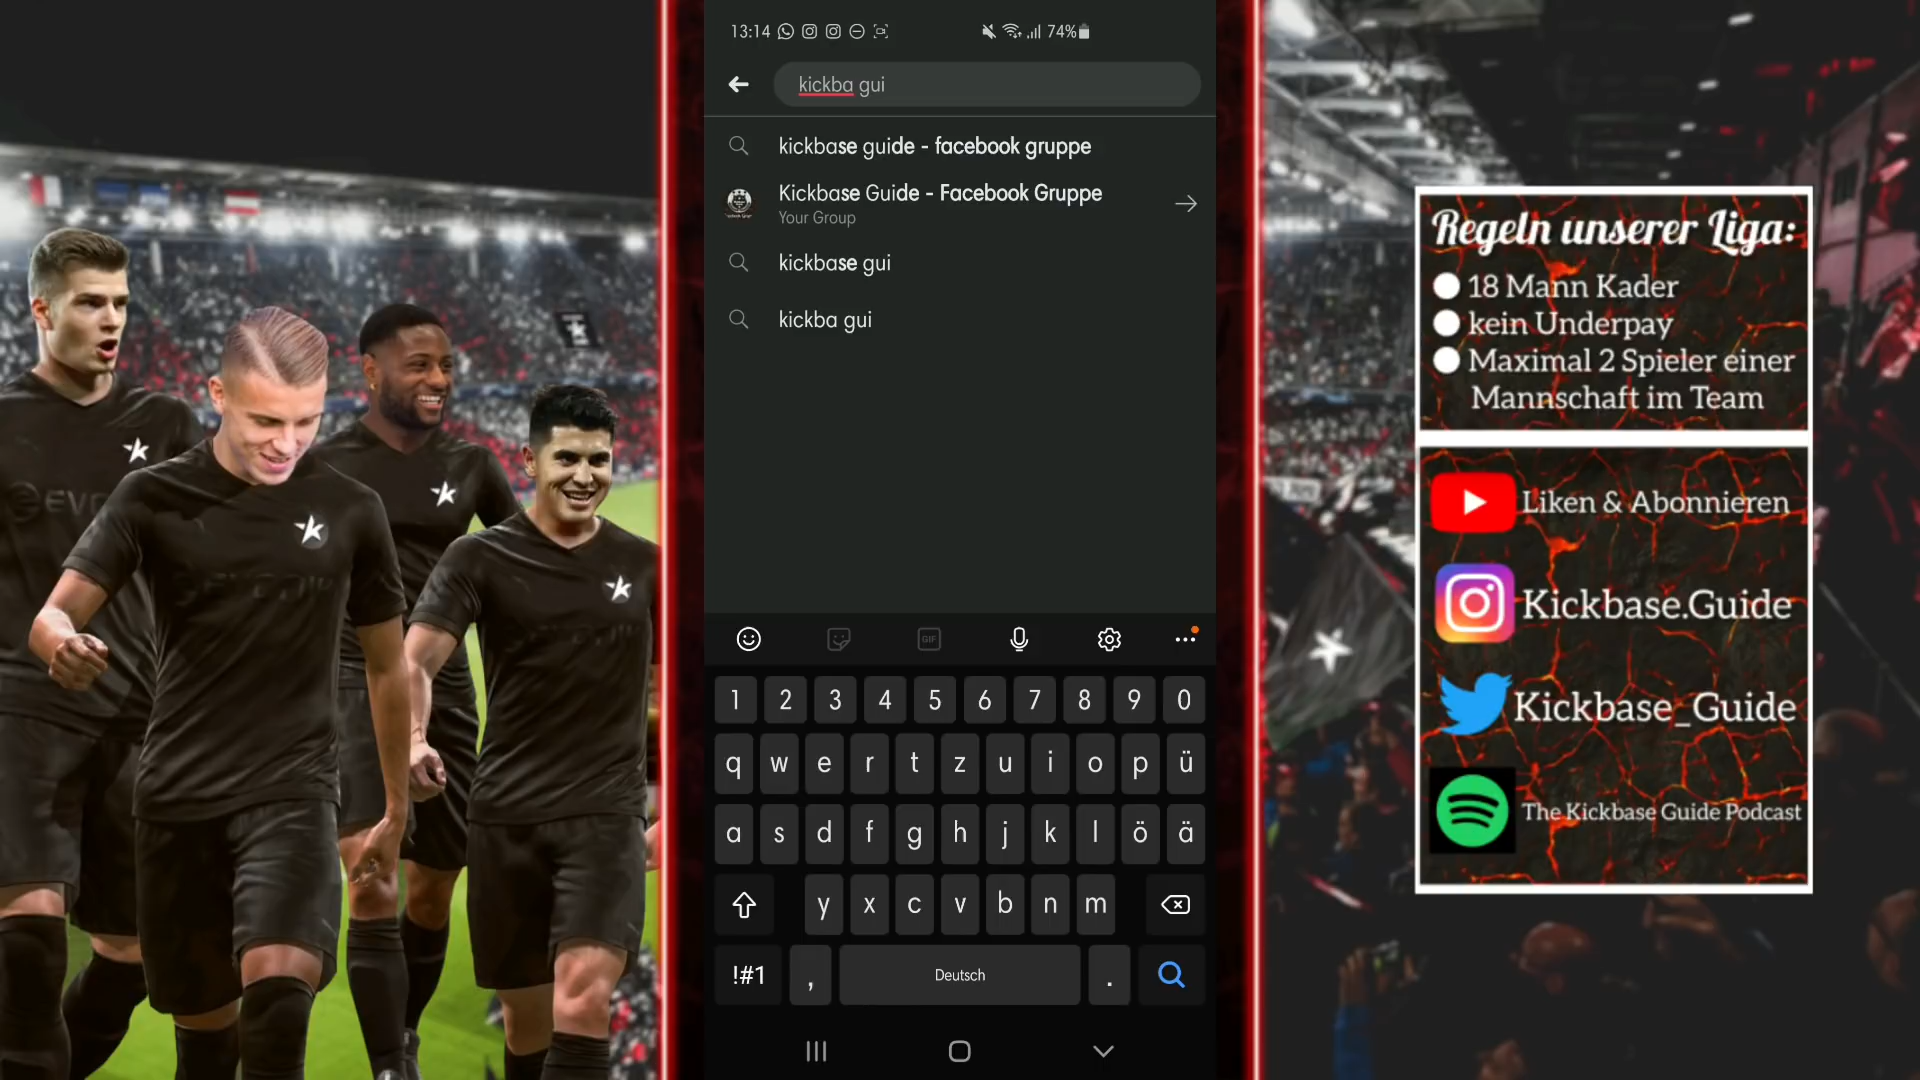 13:14
74%
kickba gui
kickbase guide - facebook gruppe
Kickbase Guide - Facebook Gruppe
Your Group
kickbase gui
kickba gui
GIF
1 2 3 4 5 6 7 8 9 0
q w e r t z u i o p ü
a s d f g h j k l ö ä
y x c v b n m
!#1 , Deutsch .
Regeln unserer Liga:
18 Mann Kader
kein Underpay
Maximal 2 Spieler einer
Mannschaft im Team
Liken & Abonnieren
Kickbase.Guide
Kickbase_Guide
The Kickbase Guide Podcast